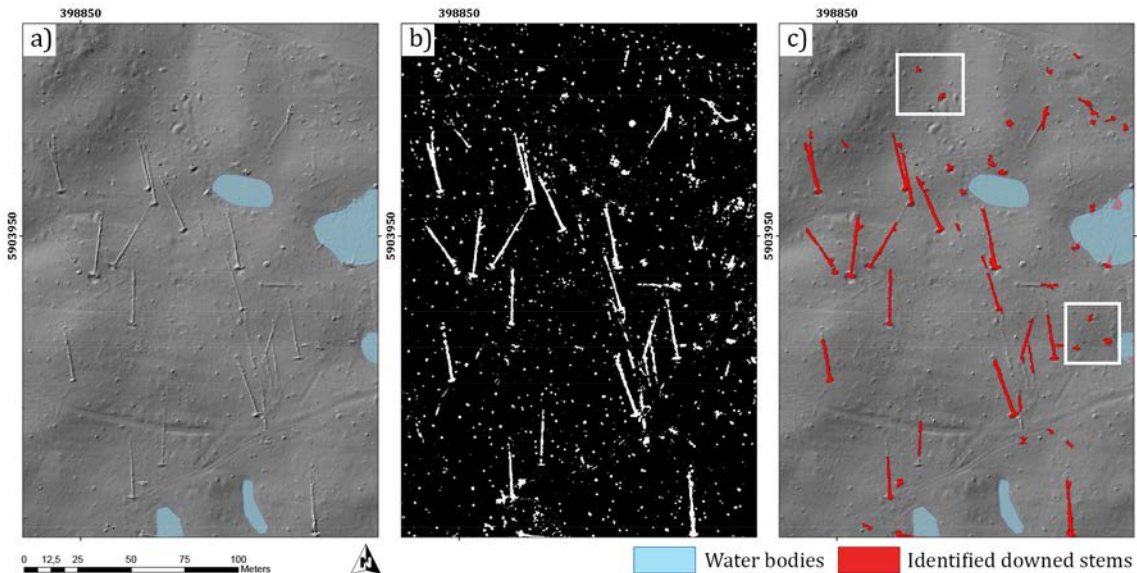 398850
398850
398850
a)
b)
c)
5903950
5903950
5903950
0 12,5 25 50 75 100
Meters
N
Water bodies
Identified downed stems